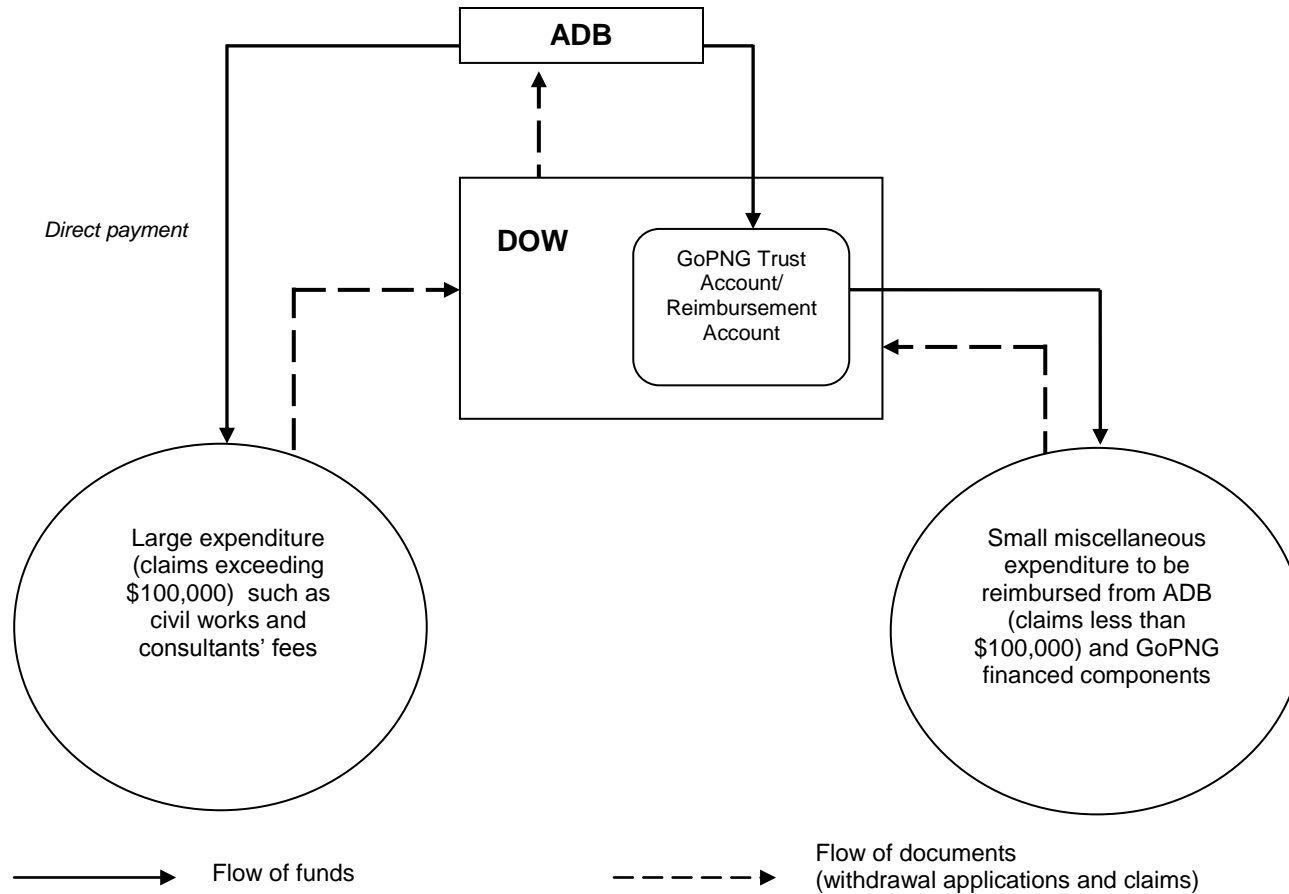 ADB
Direct payment
DOW
GoPNG Trust
Account/
Reimbursement
Account
Large expenditure
(claims exceeding
$100,000) such as
civil works and
consultants’ fees
Small miscellaneous
expenditure to be
reimbursed from ADB
(claims less than
$100,000) and GoPNG
financed components
Flow of funds
Flow of documents
(withdrawal applications and claims)